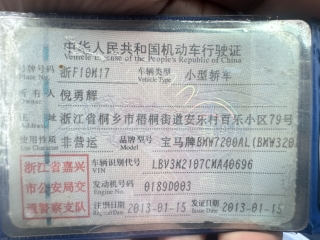 中华人民共和国机动车行驶证
Vehicle License of the People's Republic of China
号牌号码 浙F10M17 车辆类型 小型轿车
Plate No. Vehicle Type
所有人 倪勇辉
住址 浙江省桐乡市梧桐街道安乐村百乐小区79号
使用性质 非营运 品牌型号 宝马牌BMW7200AL(BMW320
浙江省嘉兴
市公安局交
通警察支队
车辆识别代号 LBV3M2107CMA40696
VIN
发动机号码 0189D003
Engine No.
注册日期 2013-01-15 发证日期 2013-01-15
Register Date Issue Date